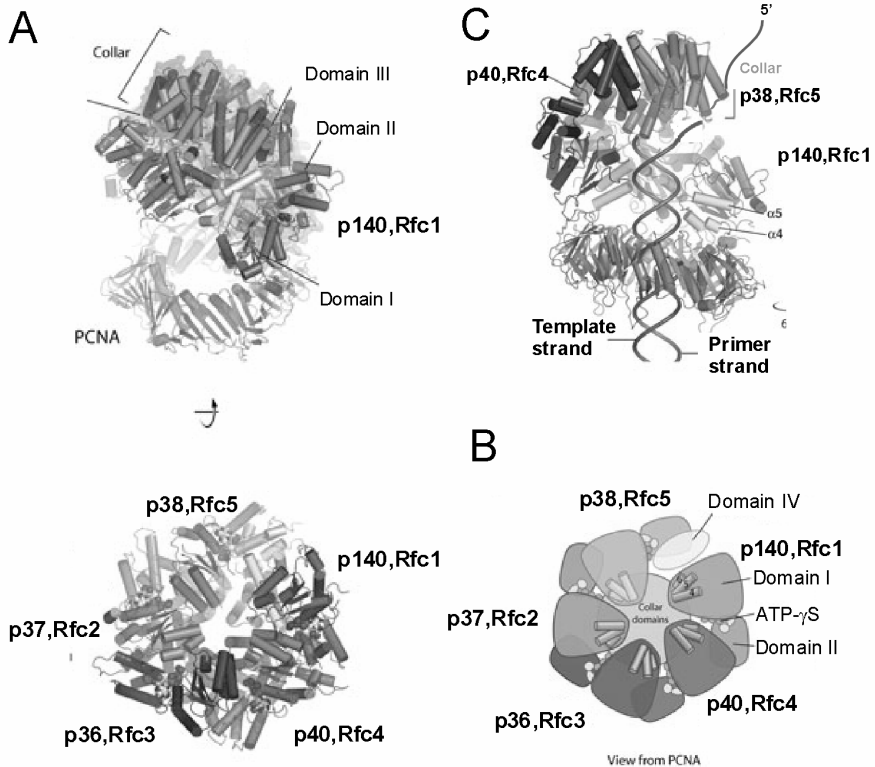 A
Collar
Domain III
Domain II
p140,Rfc1
Domain I
PCNA
p38,Rfc5
p140,Rfc1
p37,Rfc2
p36,Rfc3
p40,Rfc4
C
5'
p40,Rfc4
Collar
p38,Rfc5
p140,Rfc1
α5
α4
6
Template
strand
Primer
strand
B
p38,Rfc5
Domain IV
p140,Rfc1
Domain I
4
Collar
domains
ATP-γS
p37,Rfc2
Domain II
p36,Rfc3
p40,Rfc4
View from PCNA